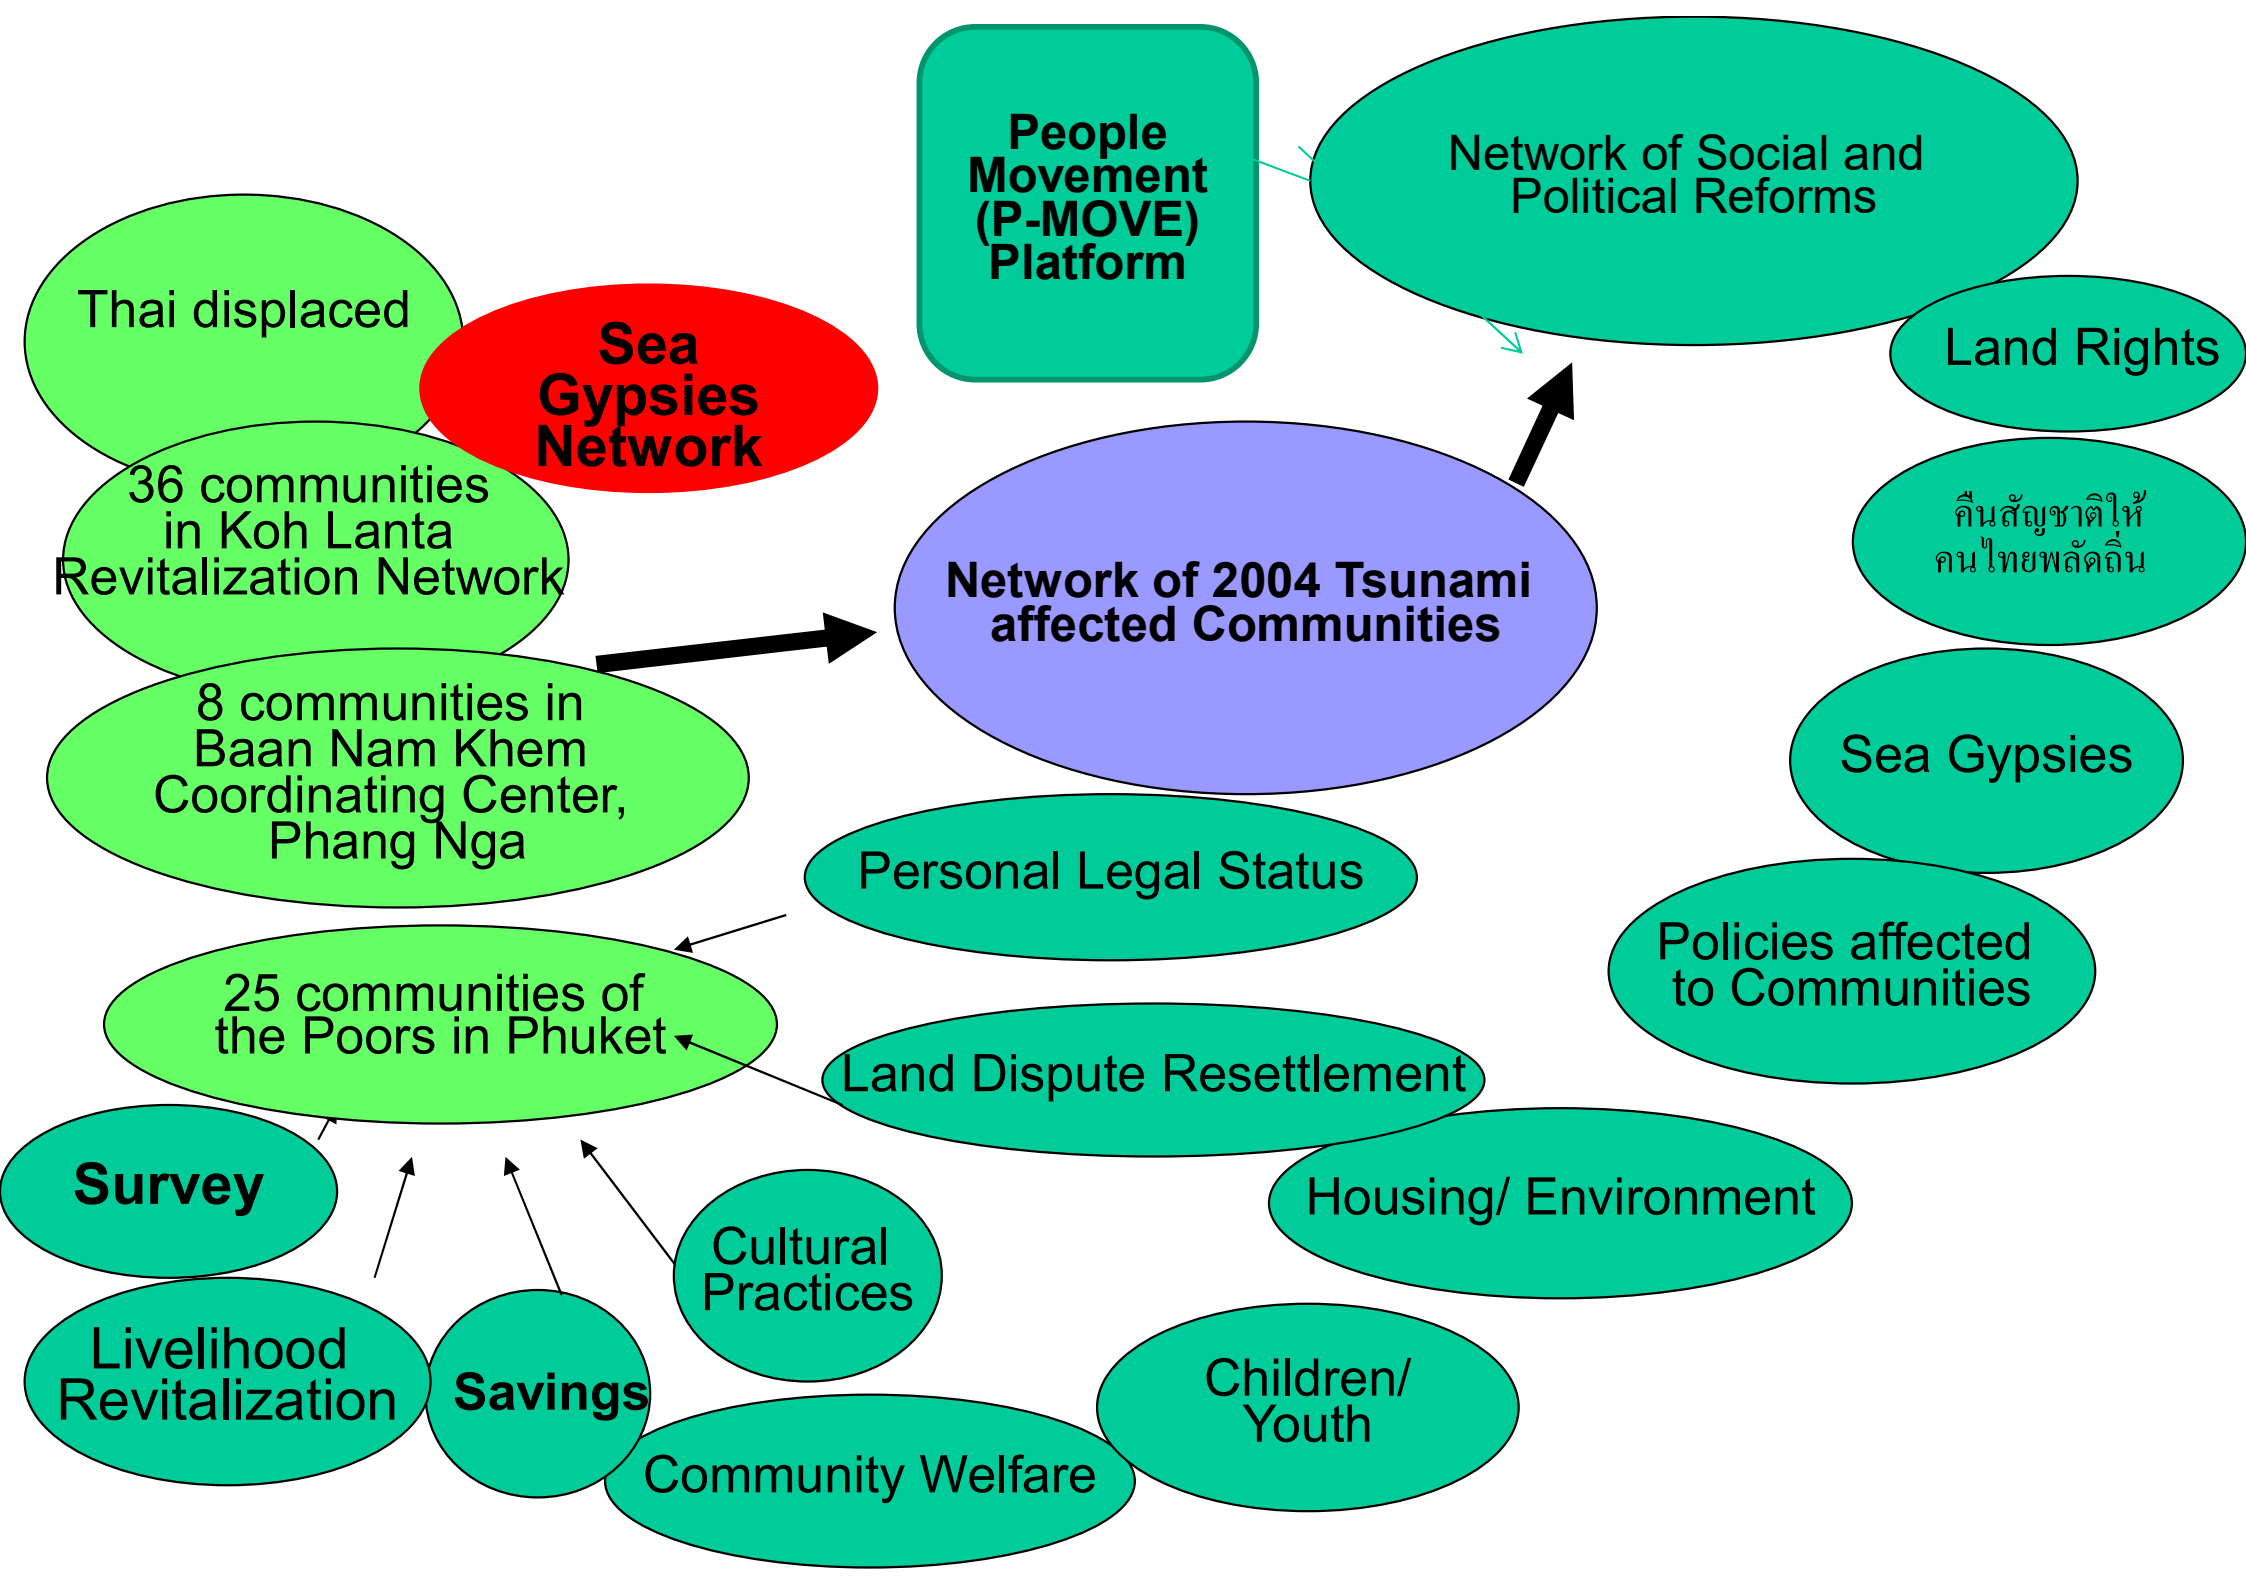 People
Movement
(P-MOVE)
Platform
Network of Social and
Political Reforms
Thai displaced
Sea
Gypsies
Network
Land Rights
36 communities
in Koh Lanta
Revitalization Network
คืนสัญชาติให้
คนไทยพลัดถิ่น
Network of 2004 Tsunami
affected Communities
8 communities in
Baan Nam Khem
Coordinating Center,
Phang Nga
Sea Gypsies
Personal Legal Status
Policies affected
to Communities
25 communities of
the Poors in Phuket
Land Dispute Resettlement
Survey
Housing/ Environment
Cultural
Practices
Livelihood
Revitalization
Savings
Children/
Youth
Community Welfare